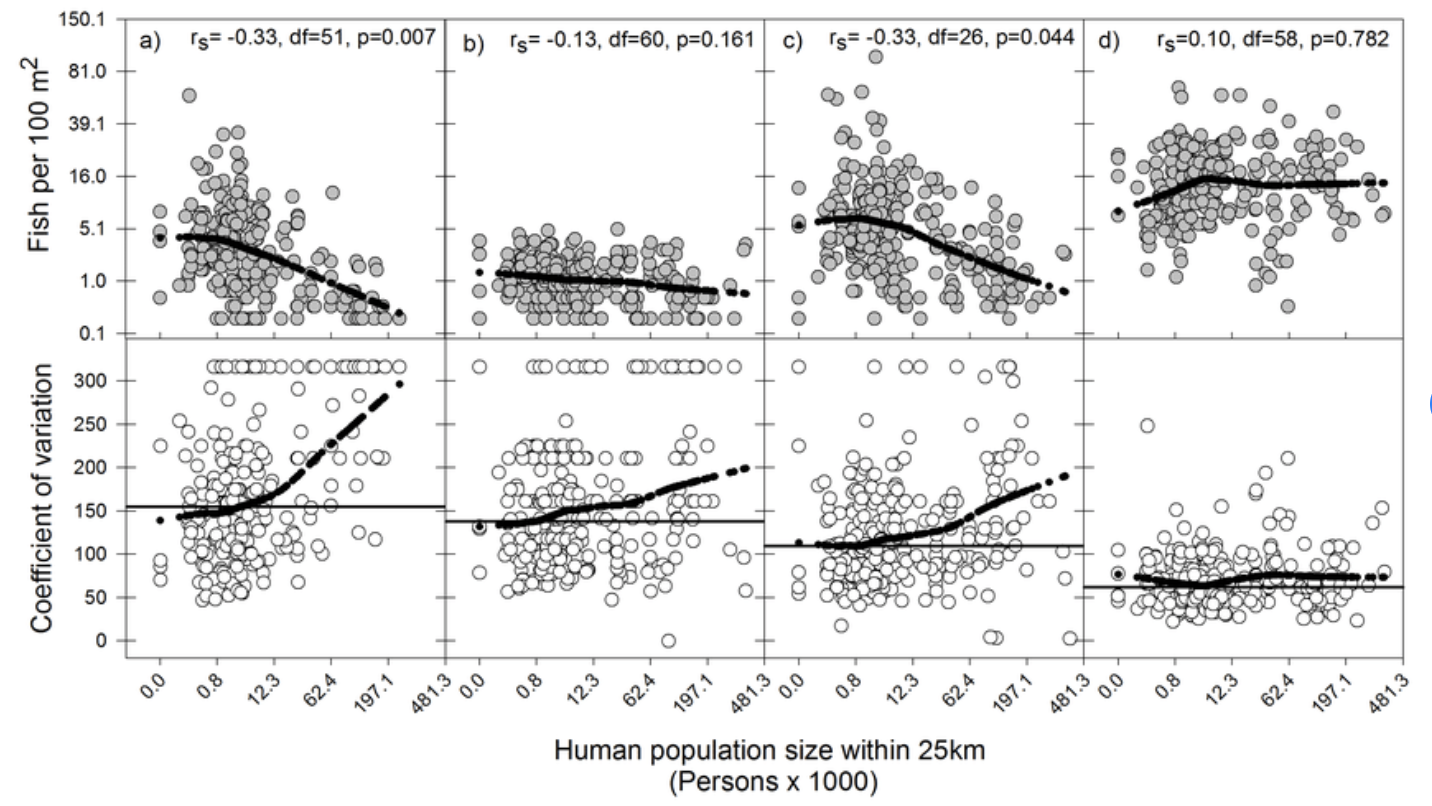 a) rs= -0.33, df=51, p=0.007
b) rs= -0.13, df=60, p=0.161
c) rs= -0.33, df=26, p=0.044
d) rs=0.10, df=58, p=0.782
Fish per 100 m²
150.1
81.0
39.1
16.0
5.1
1.0
0.1
Coefficient of variation
300
250
200
150
100
50
0
0.0 0.8 12.3 62.4 197.1 481.3
0.0 0.8 12.3 62.4 197.1 481.3
0.0 0.8 12.3 62.4 197.1 481.3
0.0 0.8 12.3 62.4 197.1 481.3
Human population size within 25km
(Persons x 1000)